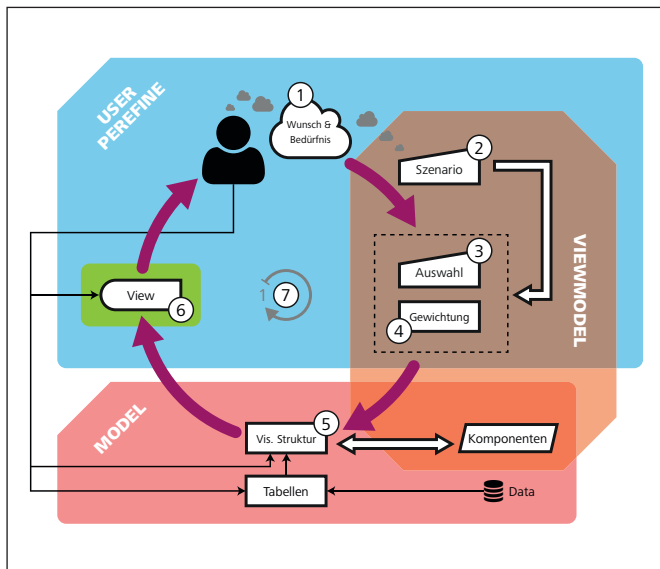 USER
PEREFINE
1
Wunsch &
Bedürfnis
2
Szenario
3
Auswahl
4
Gewichtung
VIEWMODEL
View
6
1
7
MODEL
5
Vis. Struktur
Komponenten
Tabellen
Data